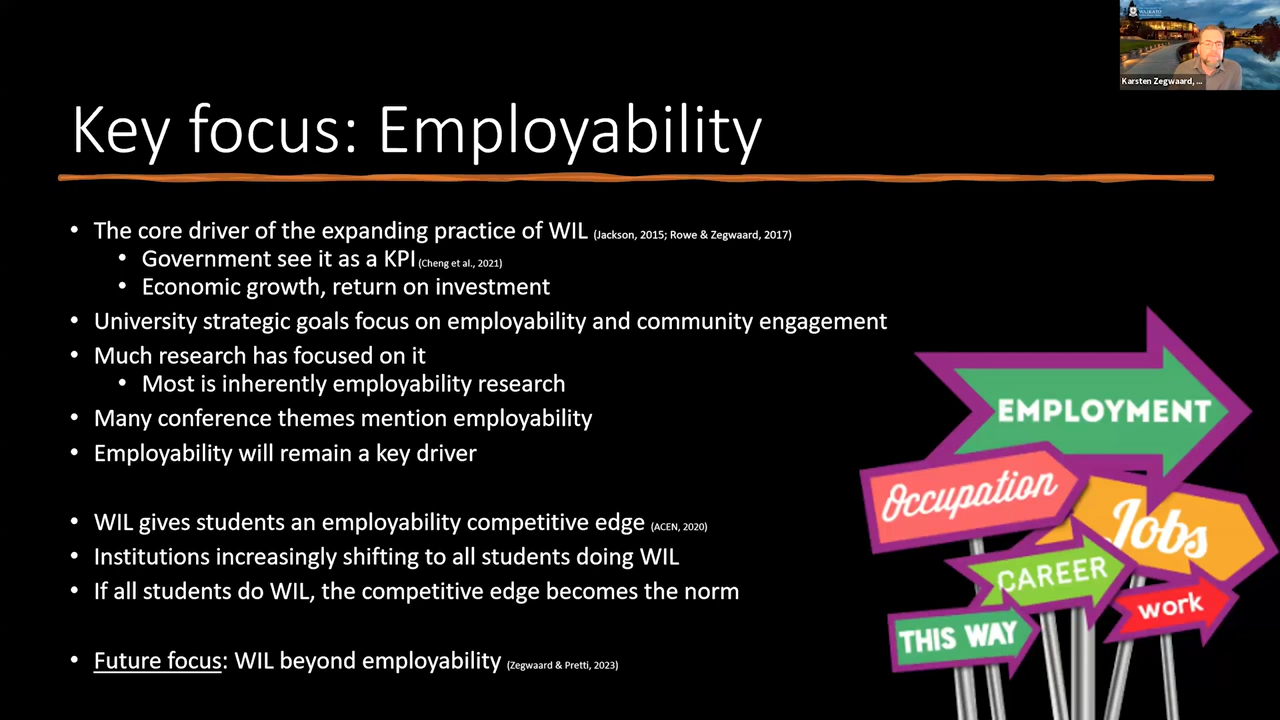 WAIKATO
Karsten Zegwaard, ...
Key focus: Employability
• The core driver of the expanding practice of WIL (Jackson, 2015; Rowe & Zegwaard, 2017)
• Government see it as a KPI (Cheng et al., 2021)
• Economic growth, return on investment
• University strategic goals focus on employability and community engagement
• Much research has focused on it
• Most is inherently employability research
• Many conference themes mention employability
• Employability will remain a key driver
• WIL gives students an employability competitive edge (ACEN, 2020)
• Institutions increasingly shifting to all students doing WIL
• If all students do WIL, the competitive edge becomes the norm
• Future focus: WIL beyond employability (Zegwaard & Pretti, 2023)
EMPLOYMENT
Occupation
Jobs
CAREER
work
THIS WAY